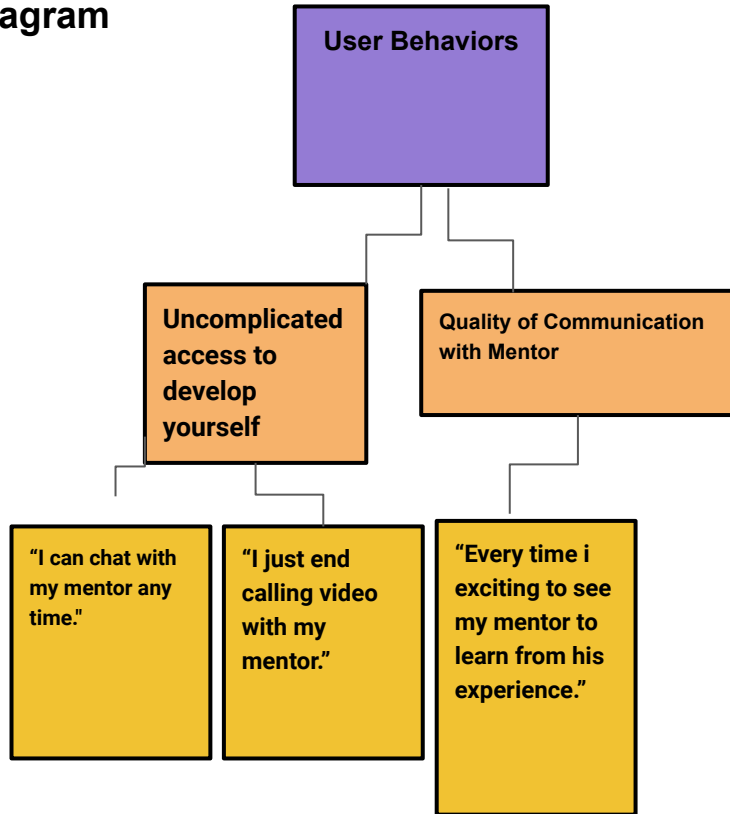 agram
User Behaviors
Uncomplicated
access to
develop
yourself
Quality of Communication
with Mentor
“I can chat with
my mentor any
time."
“I just end
calling video
with my
mentor.”
“Every time i
exciting to see
my mentor to
learn from his
experience.”